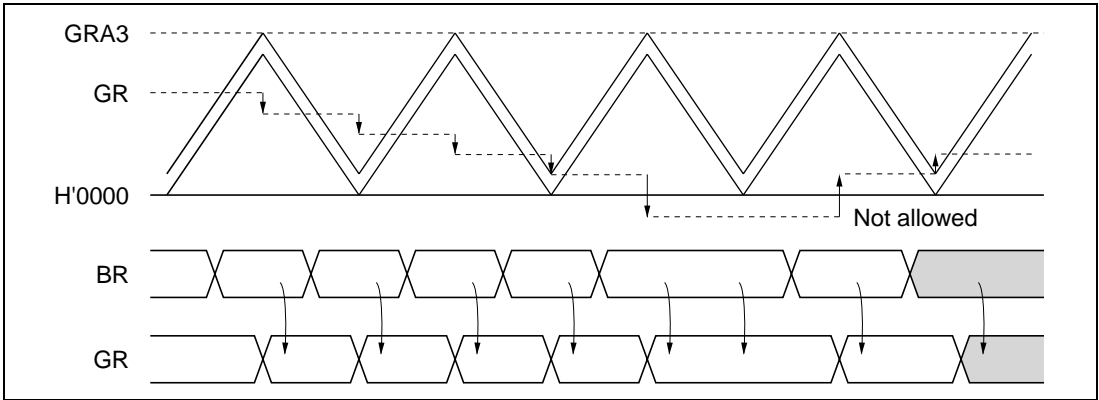 GRA3
GR
H'0000
Not allowed
BR
GR